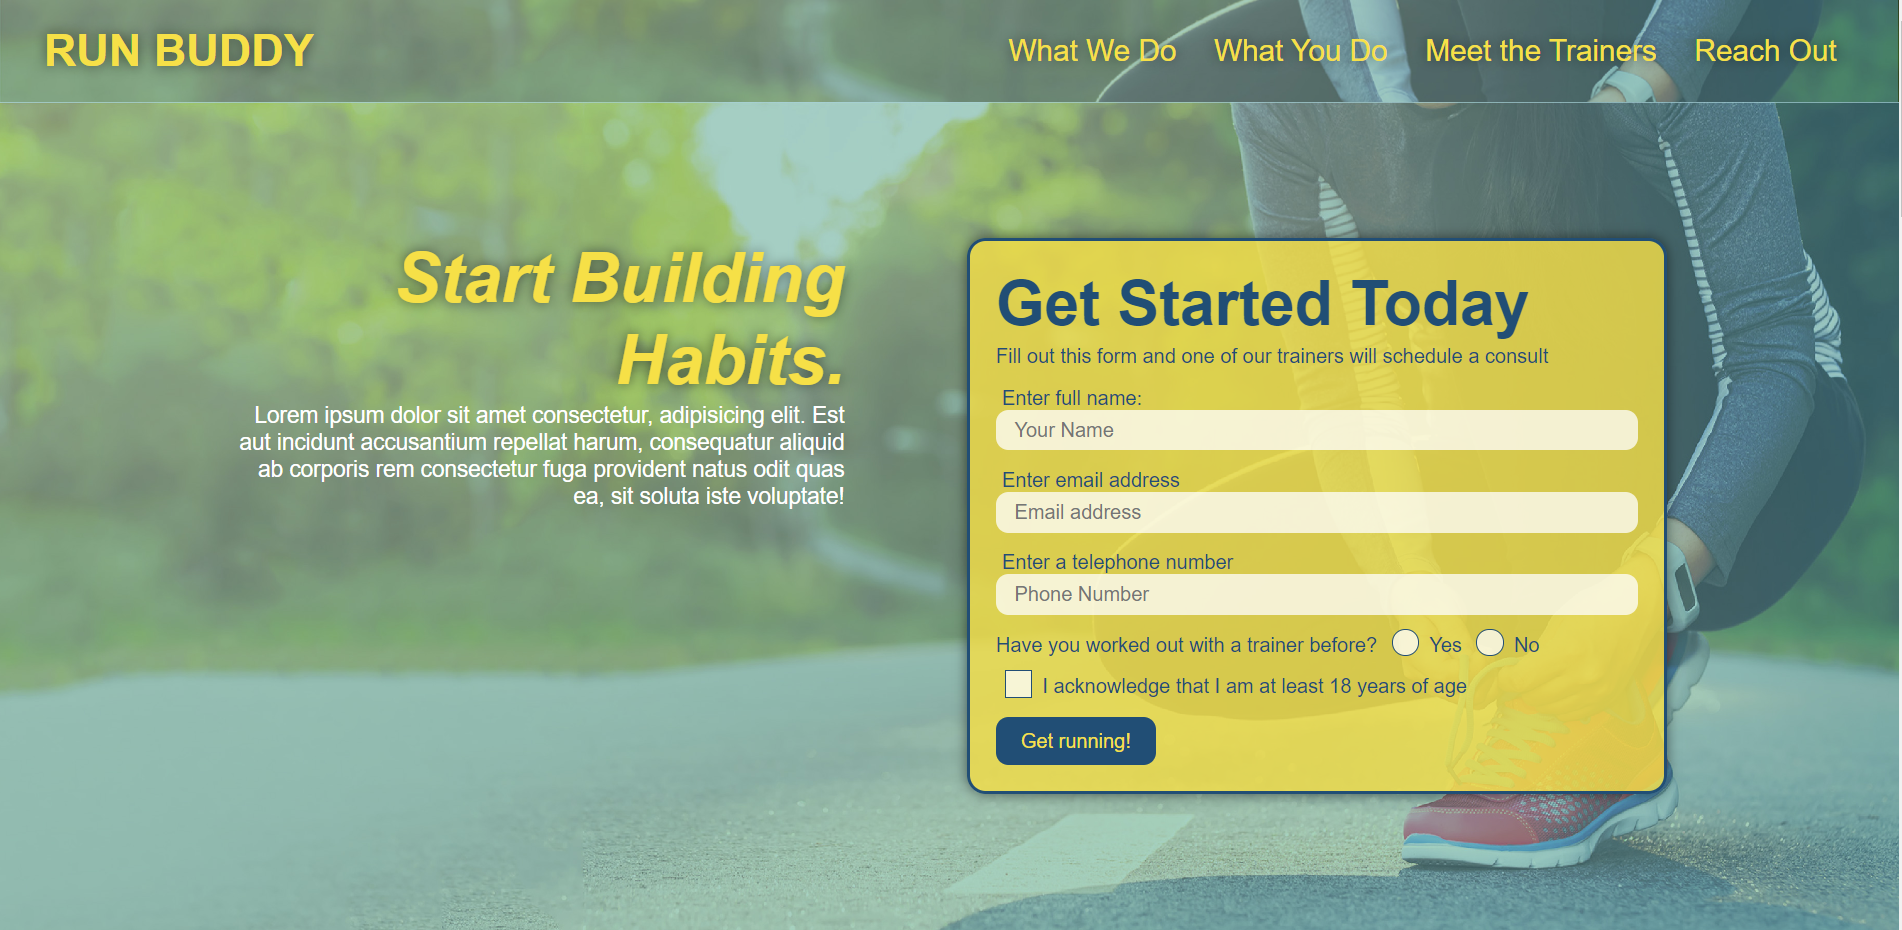 RUN BUDDY
What We Do What You Do Meet the Trainers Reach Out
Start Building
Habits.
Lorem ipsum dolor sit amet consectetur, adipisicing elit. Est
aut incidunt accusantium repellat harum, consequatur aliquid
ab corporis rem consectetur fuga provident natus odit quas
ea, sit soluta iste voluptate!
Get Started Today
Fill out this form and one of our trainers will schedule a consult
Enter full name:
Your Name
Enter email address
Email address
Enter a telephone number
Phone Number
Have you worked out with a trainer before? Yes No
I acknowledge that I am at least 18 years of age
Get running!